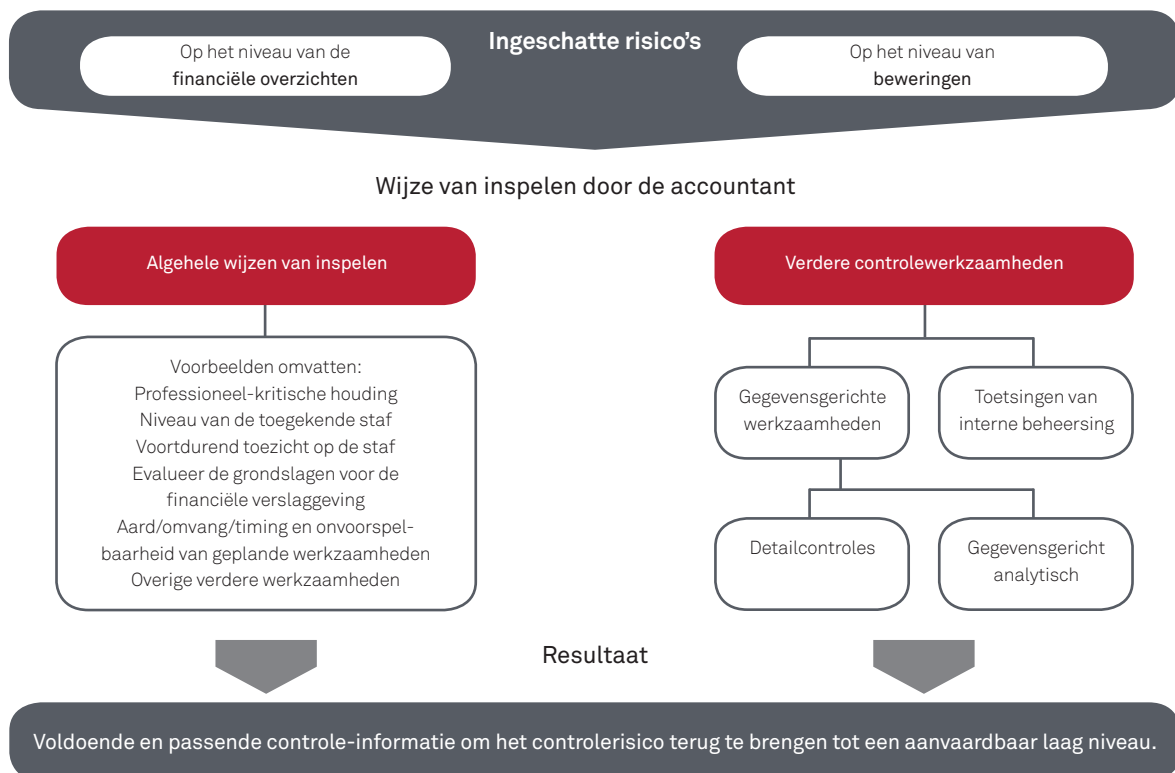 Ingeschatte risico’s
Op het niveau van de
financiële overzichten
Op het niveau van
beweringen
Wijze van inspelen door de accountant
Algehele wijzen van inspelen
Voorbeelden omvatten:
Professioneel-kritische houding
Niveau van de toegekende staf
Voortdurend toezicht op de staf
Evalueer de grondslagen voor de
financiële verslaggeving
Aard/omvang/timing en onvoorspel-
baarheid van geplande werkzaamheden
Overige verdere werkzaamheden
Verdere controlewerkzaamheden
Gegevensgerichte
werkzaamheden
Toetsingen van
interne beheersing
Detailcontroles
Gegevensgericht
analytisch
Resultaat
Voldoende en passende controle-informatie om het controlerisico terug te brengen tot een aanvaardbaar laag niveau.